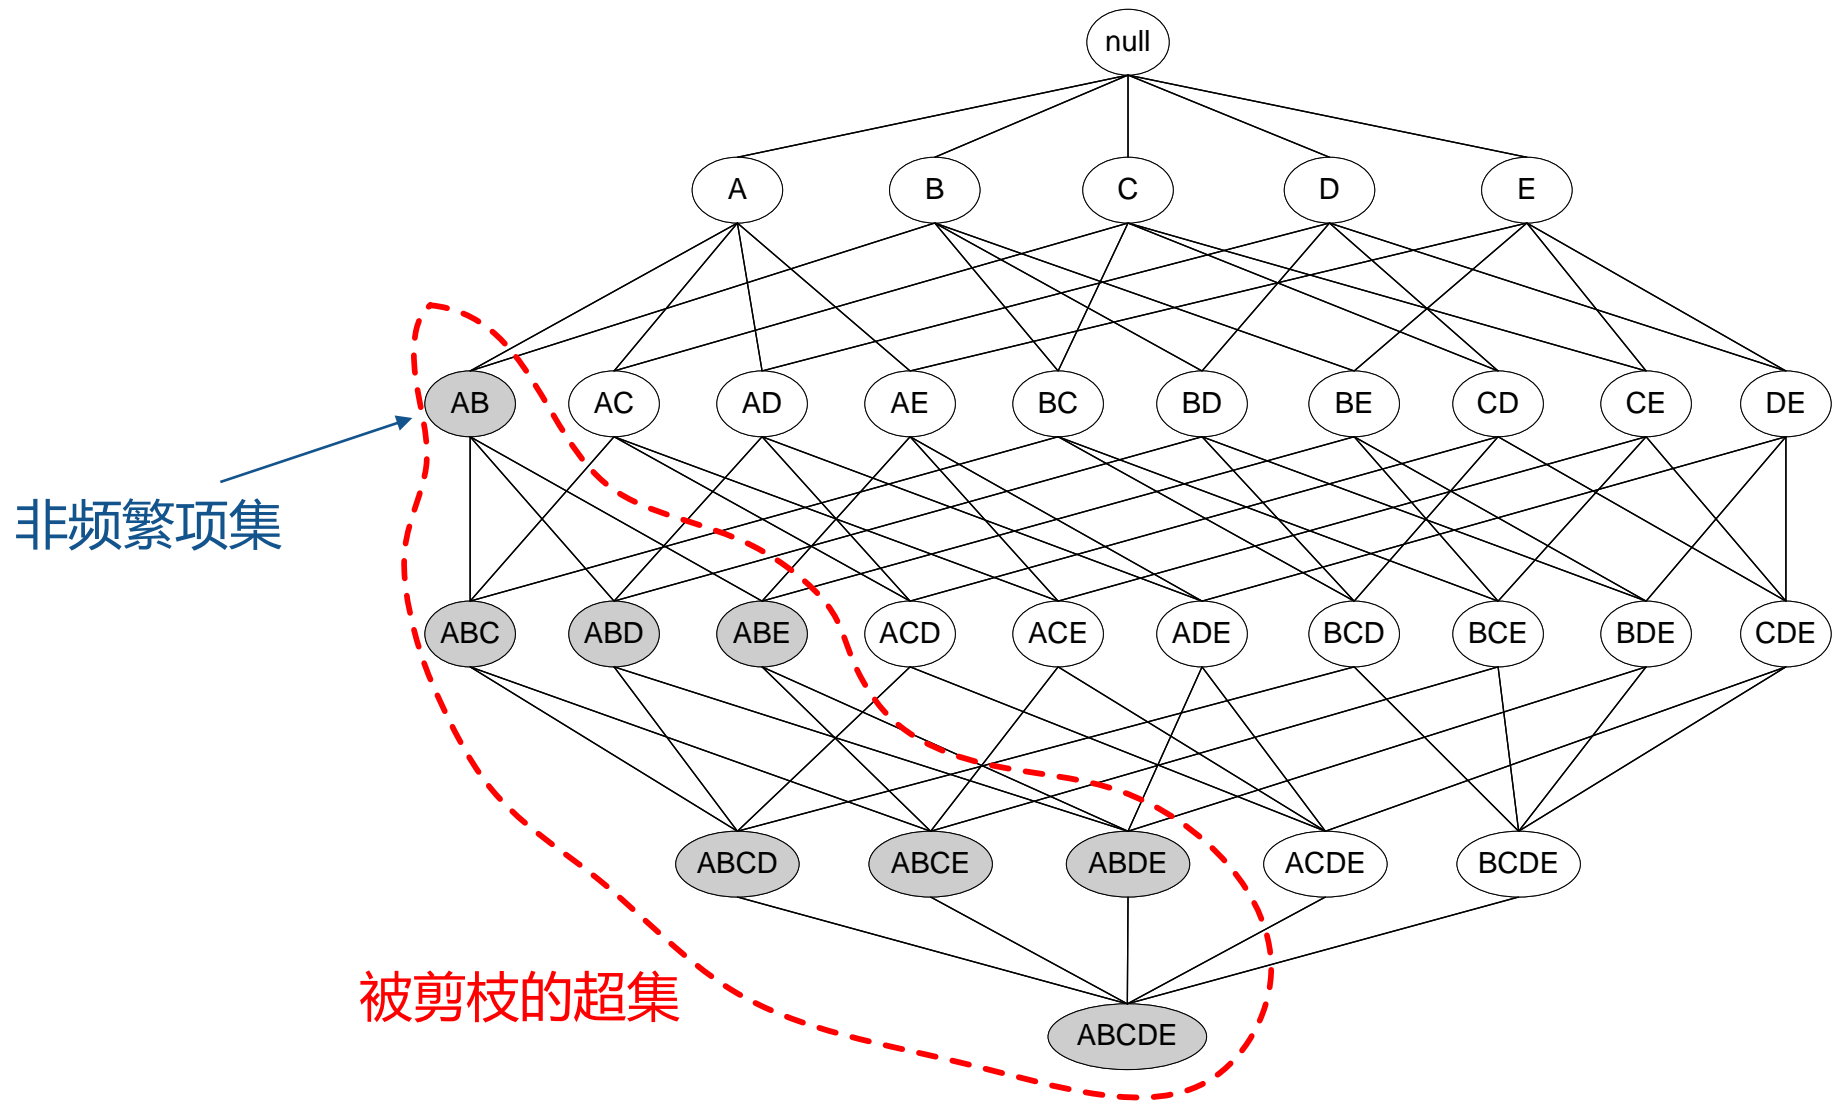 null
A B C D E
AB AC AD AE BC BD BE CD CE DE
非频繁项集
ABC ABD ABE ACD ACE ADE BCD BCE BDE CDE
ABCD ABCE ABDE ACDE BCDE
被剪枝的超集
ABCDE